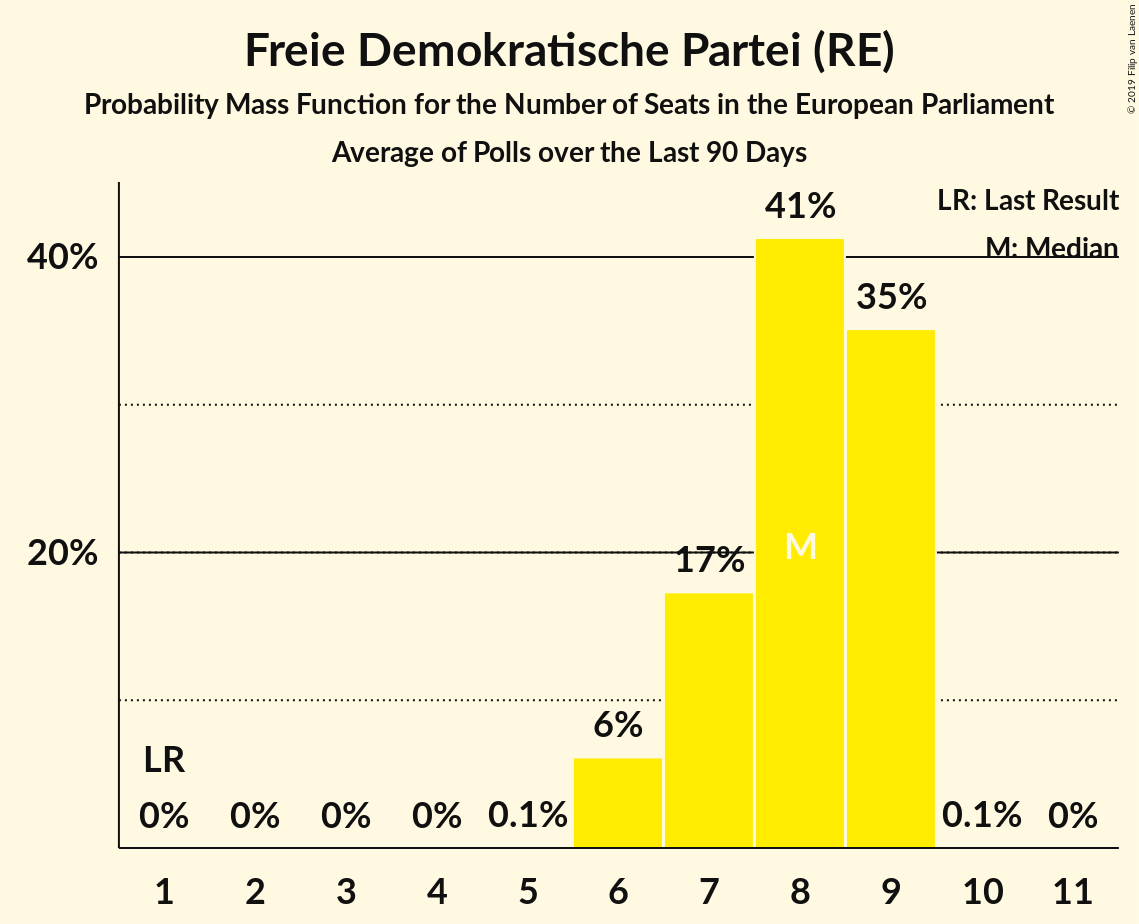 Freie Demokratische Partei (RE)
Probability Mass Function for the Number of Seats in the European Parliament
Average of Polls over the Last 90 Days
© 2019 Filip van Laenen
LR: Last Result
M: Median
41%
40%
35%
20%
17%
M
6%
LR
0% 0% 0% 0% 0.1% 0.1% 0%
1 2 3 4 5 6 7 8 9 10 11